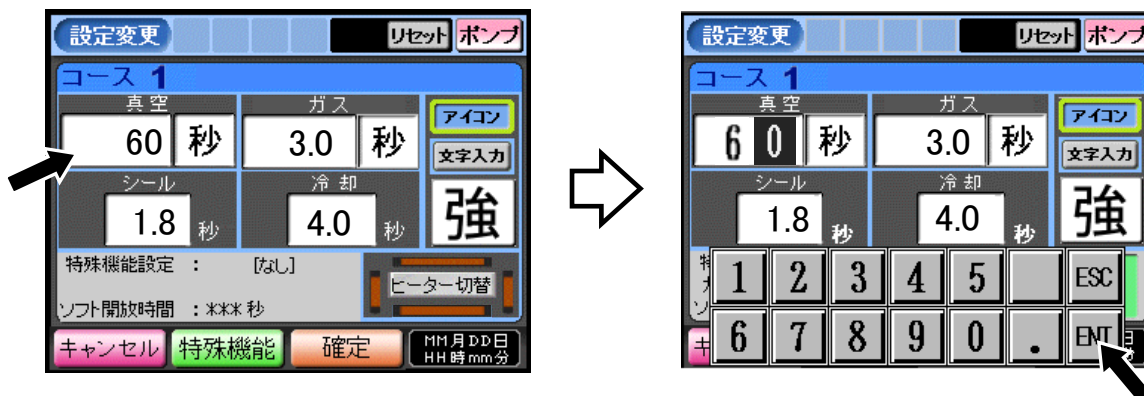 設定変更 リセット ポンプ
コース 1
真空 ガス アイコン
60 秒 3.0 秒 文字入力
シール 冷却 強
1.8 秒 4.0 秒
特殊機能設定 : [なし]
ヒーター切替
ソフト開放時間 : *** 秒
キャンセル 特殊機能 確定 MM月DD日
HH時mm分
設定変更 リセット ポンプ
コース 1
真空 ガス アイコン
60 秒 3.0 秒 文字入力
シール 冷却 強
1.8 秒 4.0 秒
1 2 3 4 5 ESC
6 7 8 9 0 . ENT